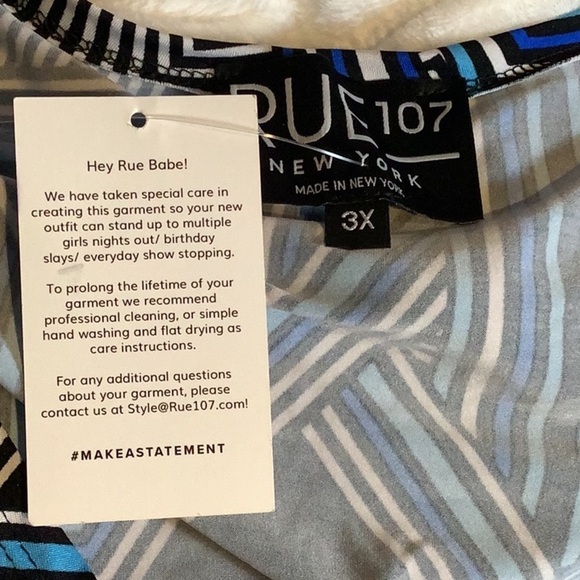 RUE107
NEW YORK
MADE IN NEW YORK
3X
Hey Rue Babe!
We have taken special care in
creating this garment so your new
outfit can stand up to multiple
girls nights out/ birthday
slays/ everyday show stopping.
To prolong the lifetime of your
garment we recommend
professional cleaning, or simple
hand washing and flat drying as
care instructions.
For any additional questions
about your garment, please
contact us at Style@Rue107.com!
#MAKEASTATEMENT